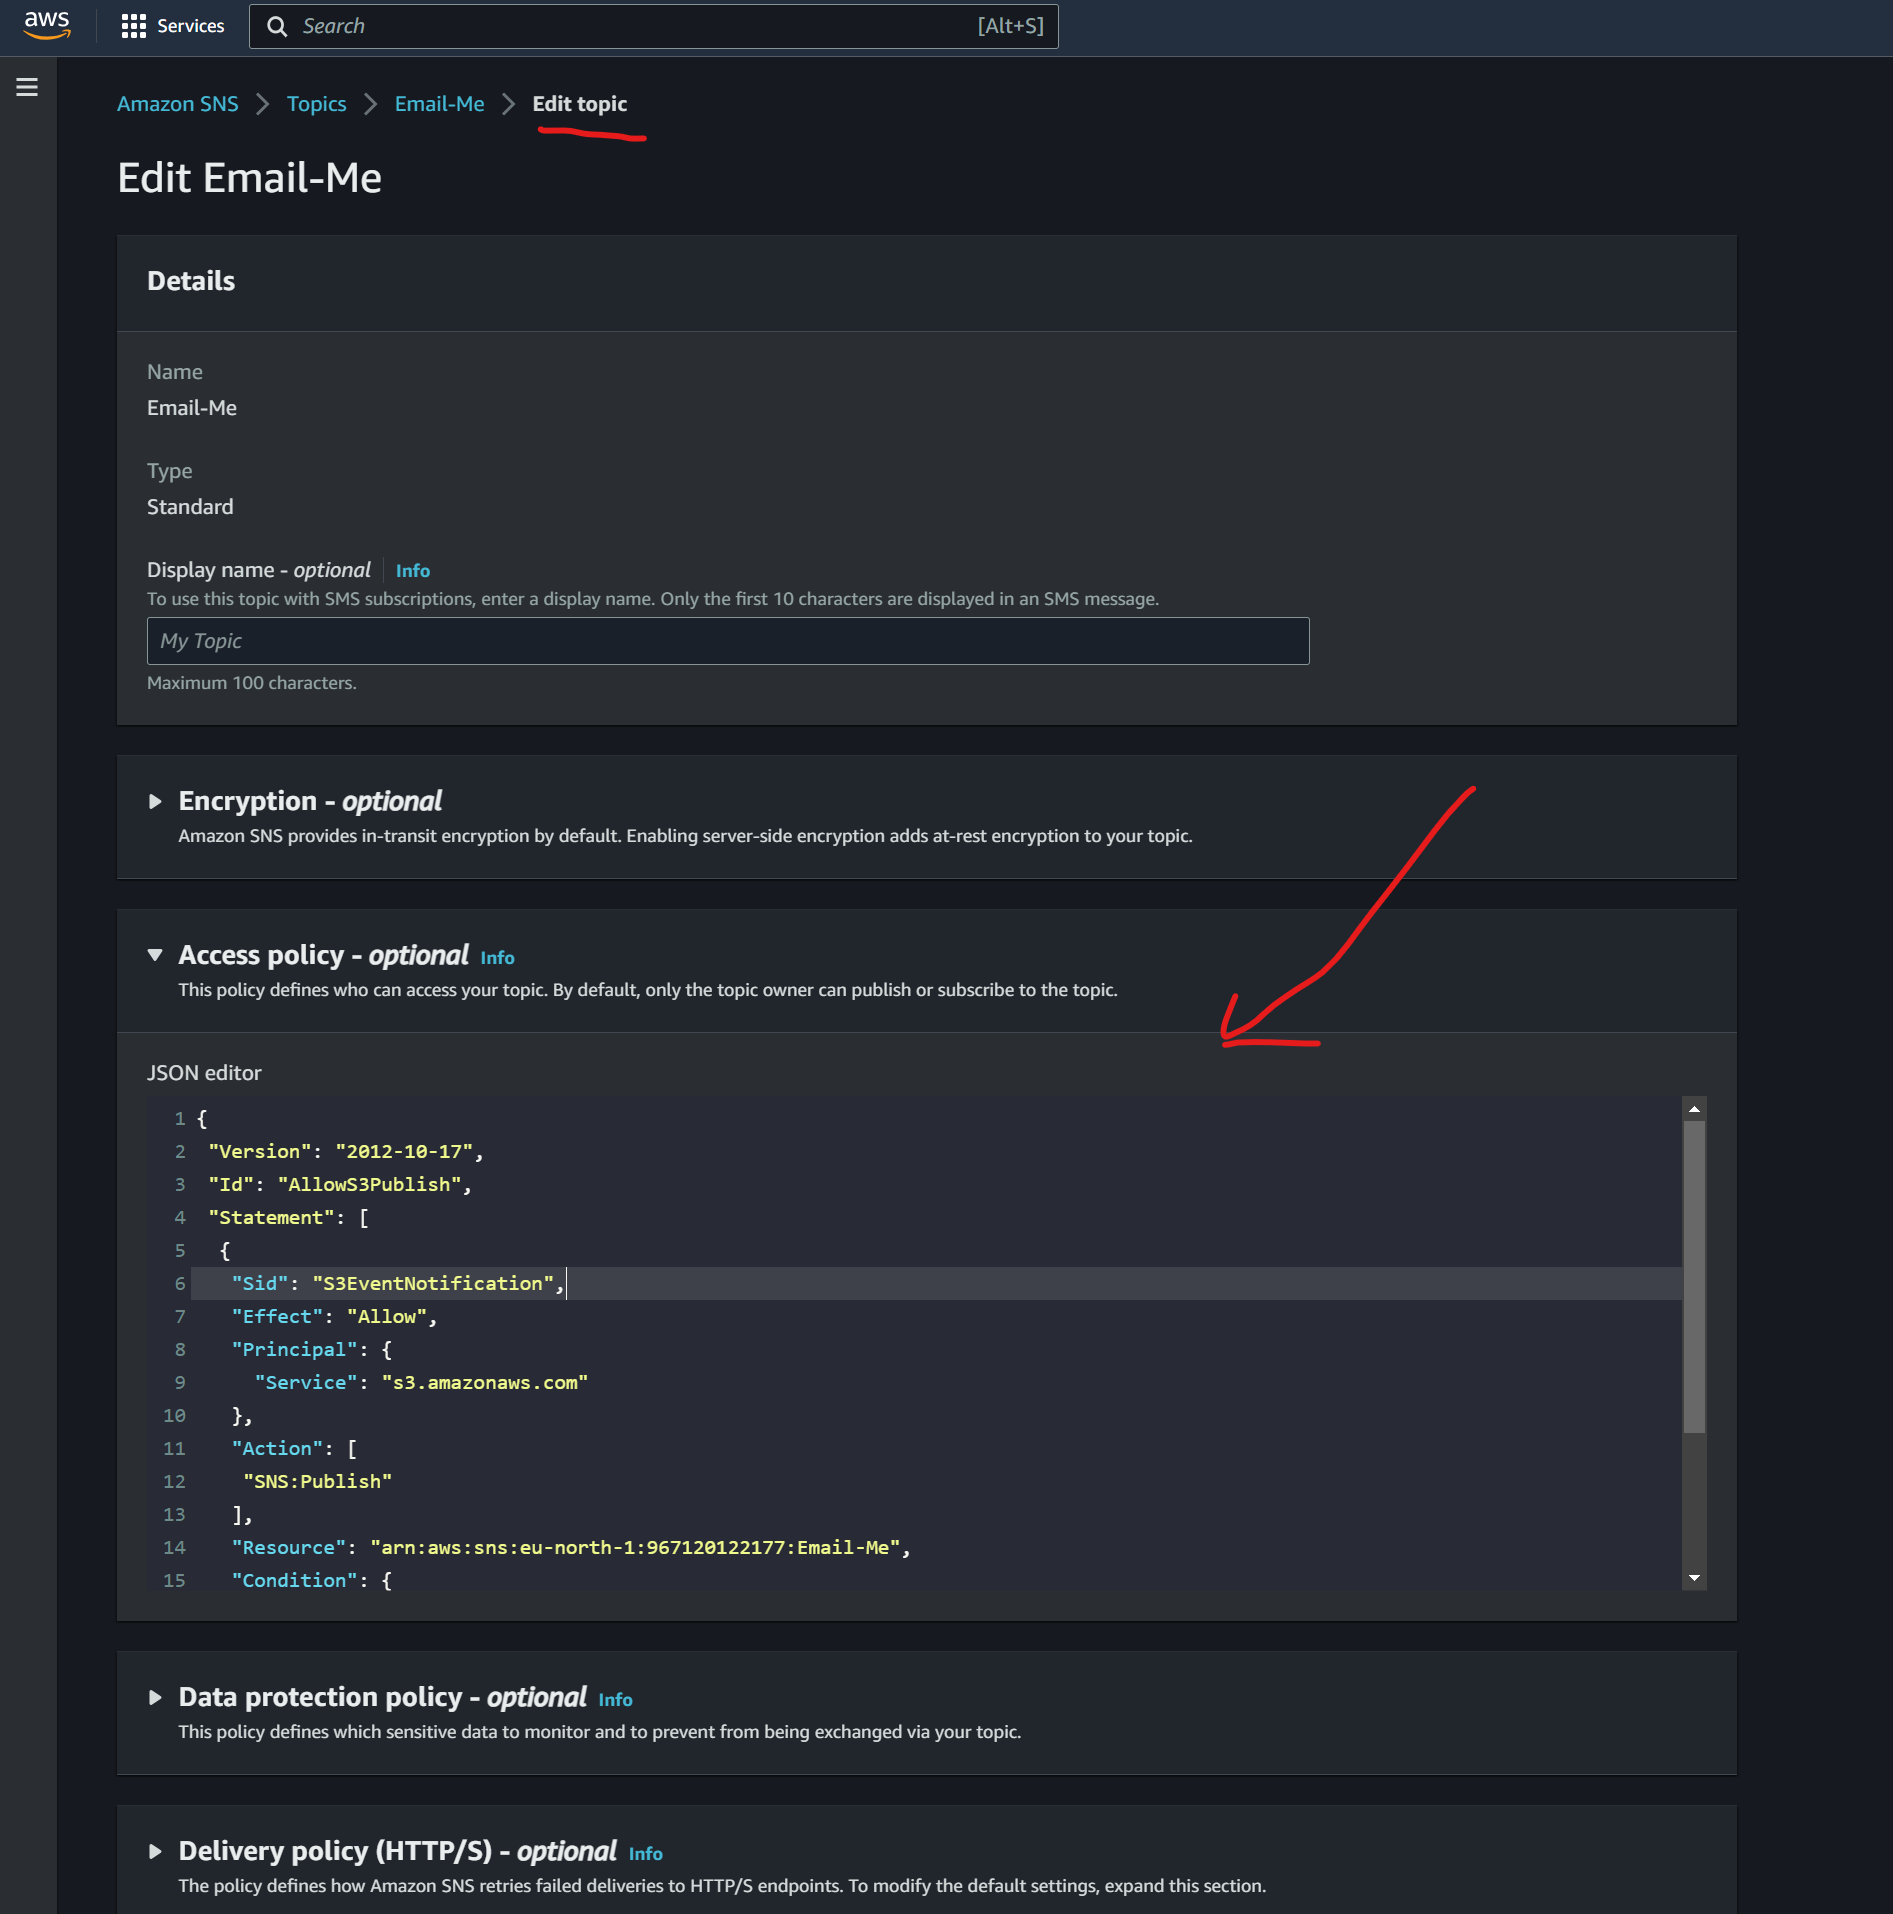 aws Services Search [Alt+S]
Amazon SNS Topics Email-Me Edit topic
Edit Email-Me
Details
Name
Email-Me
Type
Standard
Display name - optional Info
To use this topic with SMS subscriptions, enter a display name. Only the first 10 characters are displayed in an SMS message.
My Topic
Maximum 100 characters.
Encryption - optional
Amazon SNS provides in-transit encryption by default. Enabling server-side encryption adds at-rest encryption to your topic.
Access policy - optional Info
This policy defines who can access your topic. By default, only the topic owner can publish or subscribe to the topic.
JSON editor
1 {
2 "Version": "2012-10-17",
3 "Id": "AllowS3Publish",
4 "Statement": [
5 {
6 "Sid": "S3EventNotification",
7 "Effect": "Allow",
8 "Principal": {
9 "Service": "s3.amazonaws.com"
10 },
11 "Action": [
12 "SNS:Publish"
13 ],
14 "Resource": "arn:aws:sns:eu-north-1:967120122177:Email-Me",
15 "Condition": {
Data protection policy - optional Info
This policy defines which sensitive data to monitor and to prevent from being exchanged via your topic.
Delivery policy (HTTP/S) - optional Info
The policy defines how Amazon SNS retries failed deliveries to HTTP/S endpoints. To modify the default settings, expand this section.